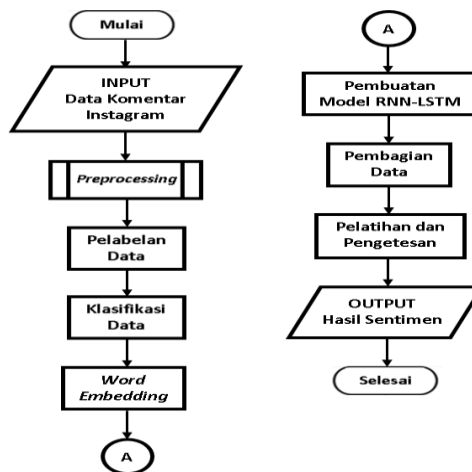 Mulai
INPUT
Data Komentar
Instagram
Preprocessing
Pelabelan
Data
Klasifikasi
Data
Word
Embedding
A
A
Pembuatan
Model RNN-LSTM
Pembagian
Data
Pelatihan dan
Pengetesan
OUTPUT
Hasil Sentimen
Selesai